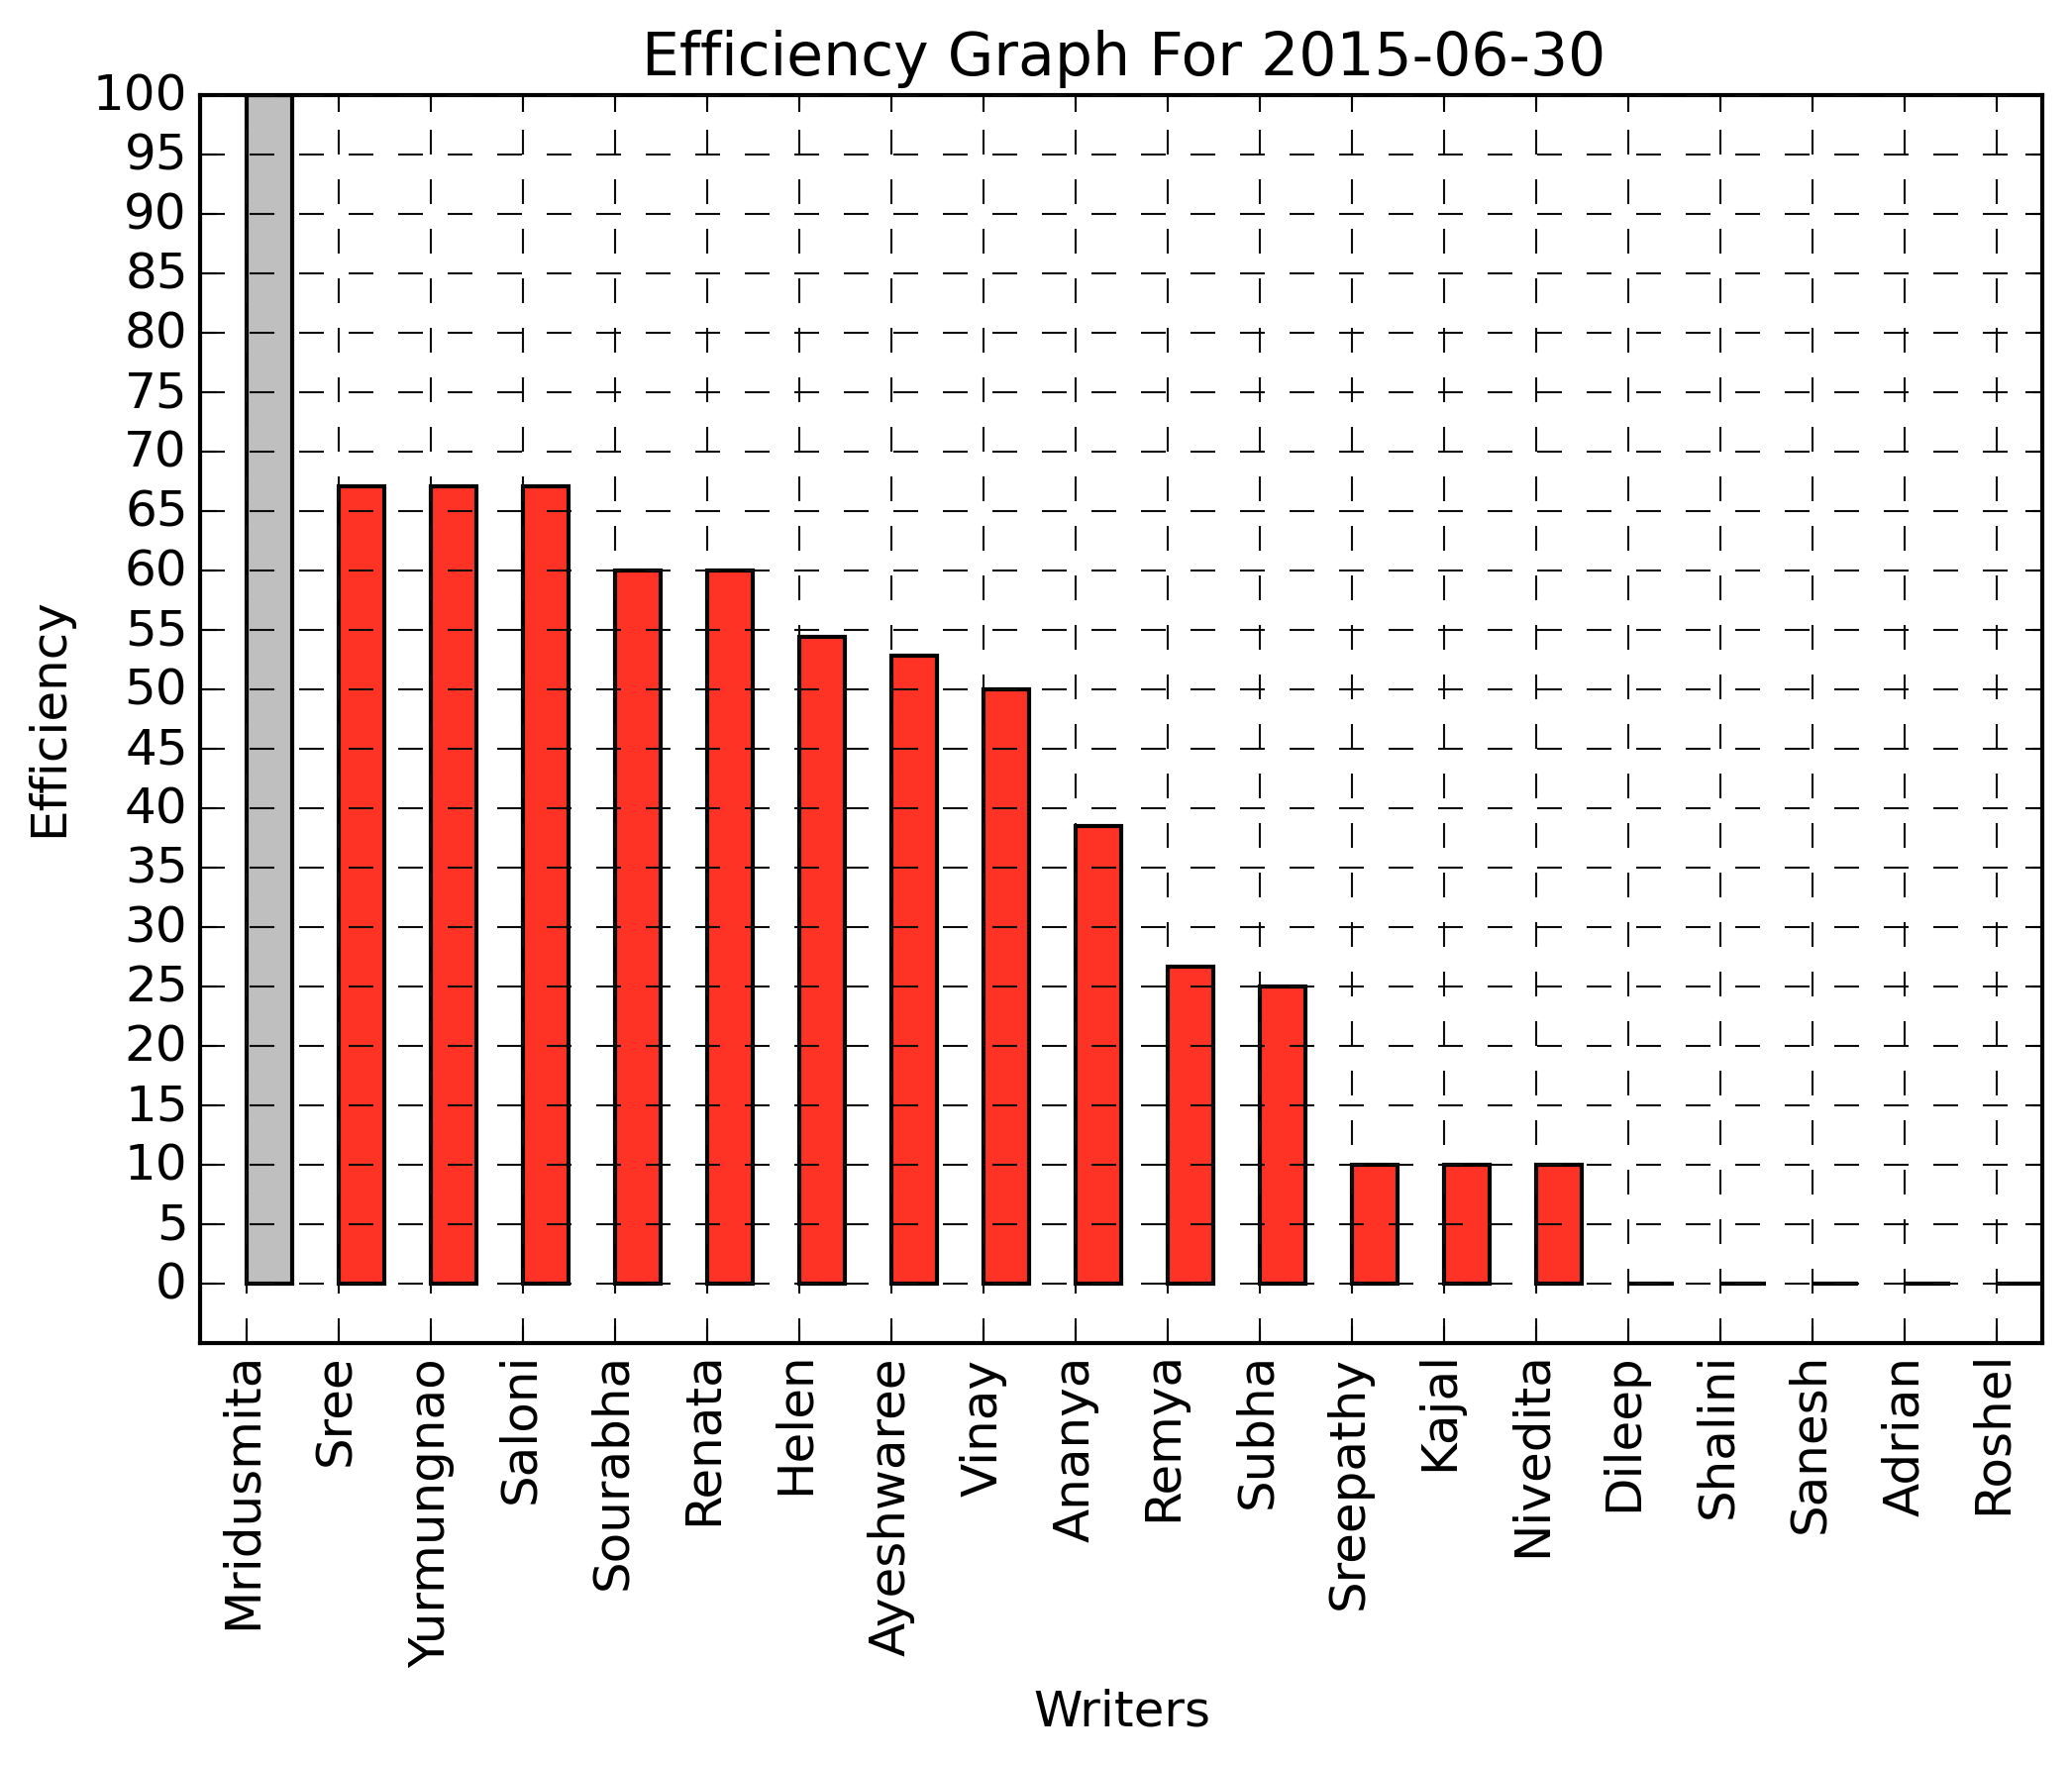 Efficiency Graph For 2015-06-30
100
95
90
85
80
75
70
65
60
55
50
45
40
35
30
25
20
15
10
5
0
Efficiency
Mridusmita
Sree
Yurmungnao
Saloni
Sourabha
Renata
Helen
Ayeshwaree
Vinay
Ananya
Remya
Subha
Sreepathy
Kajal
Nivedita
Dileep
Shalini
Sanesh
Adrian
Roshel
Writers